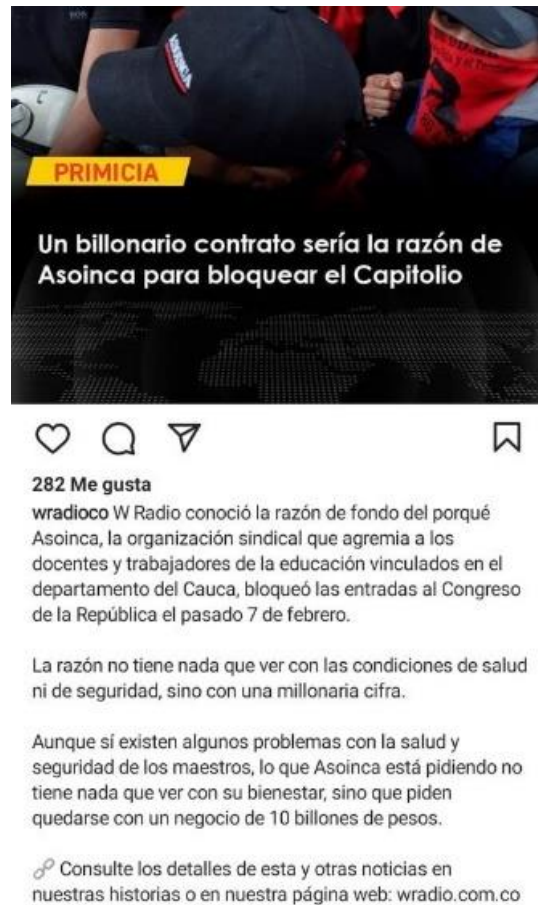 ASOINCA
PRIMICIA
Un billonario contrato sería la razón de
Asoinca para bloquear el Capitolio
282 Me gusta
wradioco W Radio conoció la razón de fondo del porqué
Asoinca, la organización sindical que agremia a los
docentes y trabajadores de la educación vinculados en el
departamento del Cauca, bloqueó las entradas al Congreso
de la República el pasado 7 de febrero.
La razón no tiene nada que ver con las condiciones de salud
ni de seguridad, sino con una millonaria cifra.
Aunque sí existen algunos problemas con la salud y
seguridad de los maestros, lo que Asoinca está pidiendo no
tiene nada que ver con su bienestar, sino que piden
quedarse con un negocio de 10 billones de pesos.
🔗 Consulte los detalles de esta y otras noticias en
nuestras historias o en nuestra página web: wradio.com.co